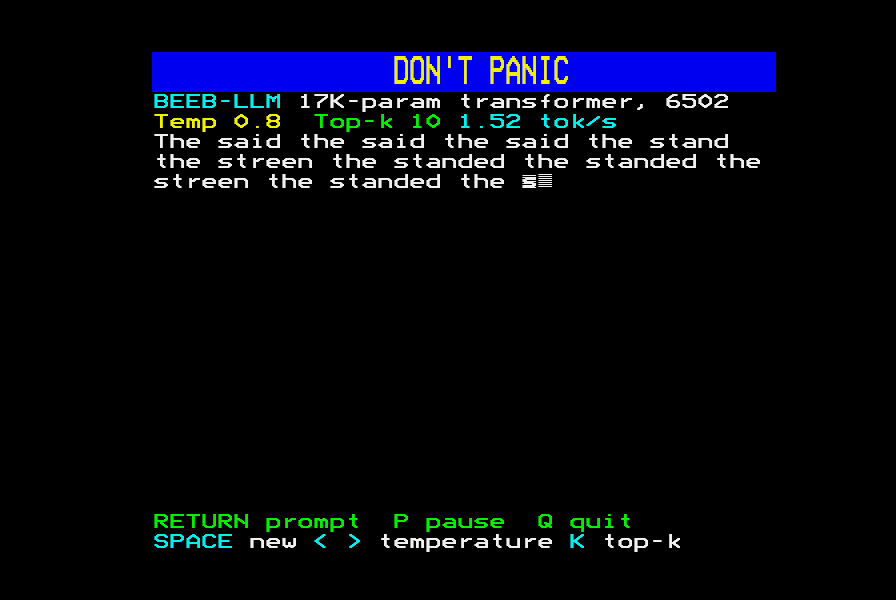 DON'T PANIC
BEEB-LLM 17K-param transformer, 6502
Temp 0.8  Top-k 10 1.52 tok/s
The said the said the said the stand
the streen the standed the standed the
streen the standed the s
RETURN prompt  P pause  Q quit
SPACE new < > temperature K top-k